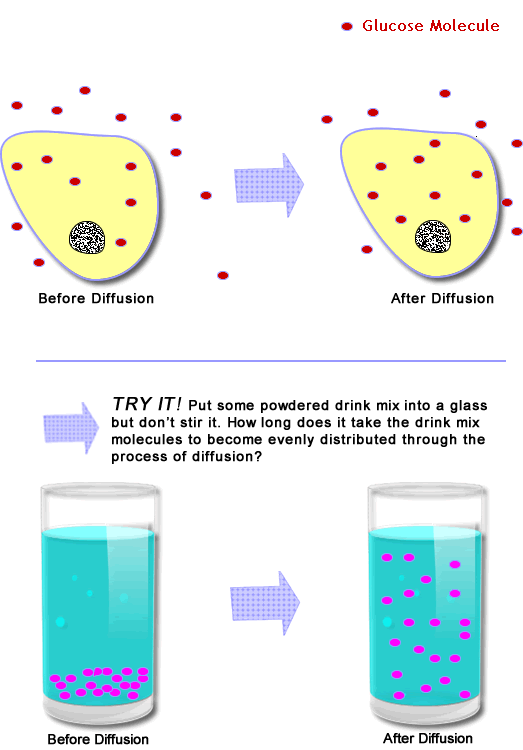 Glucose Molecule
Before Diffusion
After Diffusion
TRY IT! Put some powdered drink mix into a glass
but don't stir it. How long does it take the drink mix
molecules to become evenly distributed through the
process of diffusion?
Before Diffusion
After Diffusion